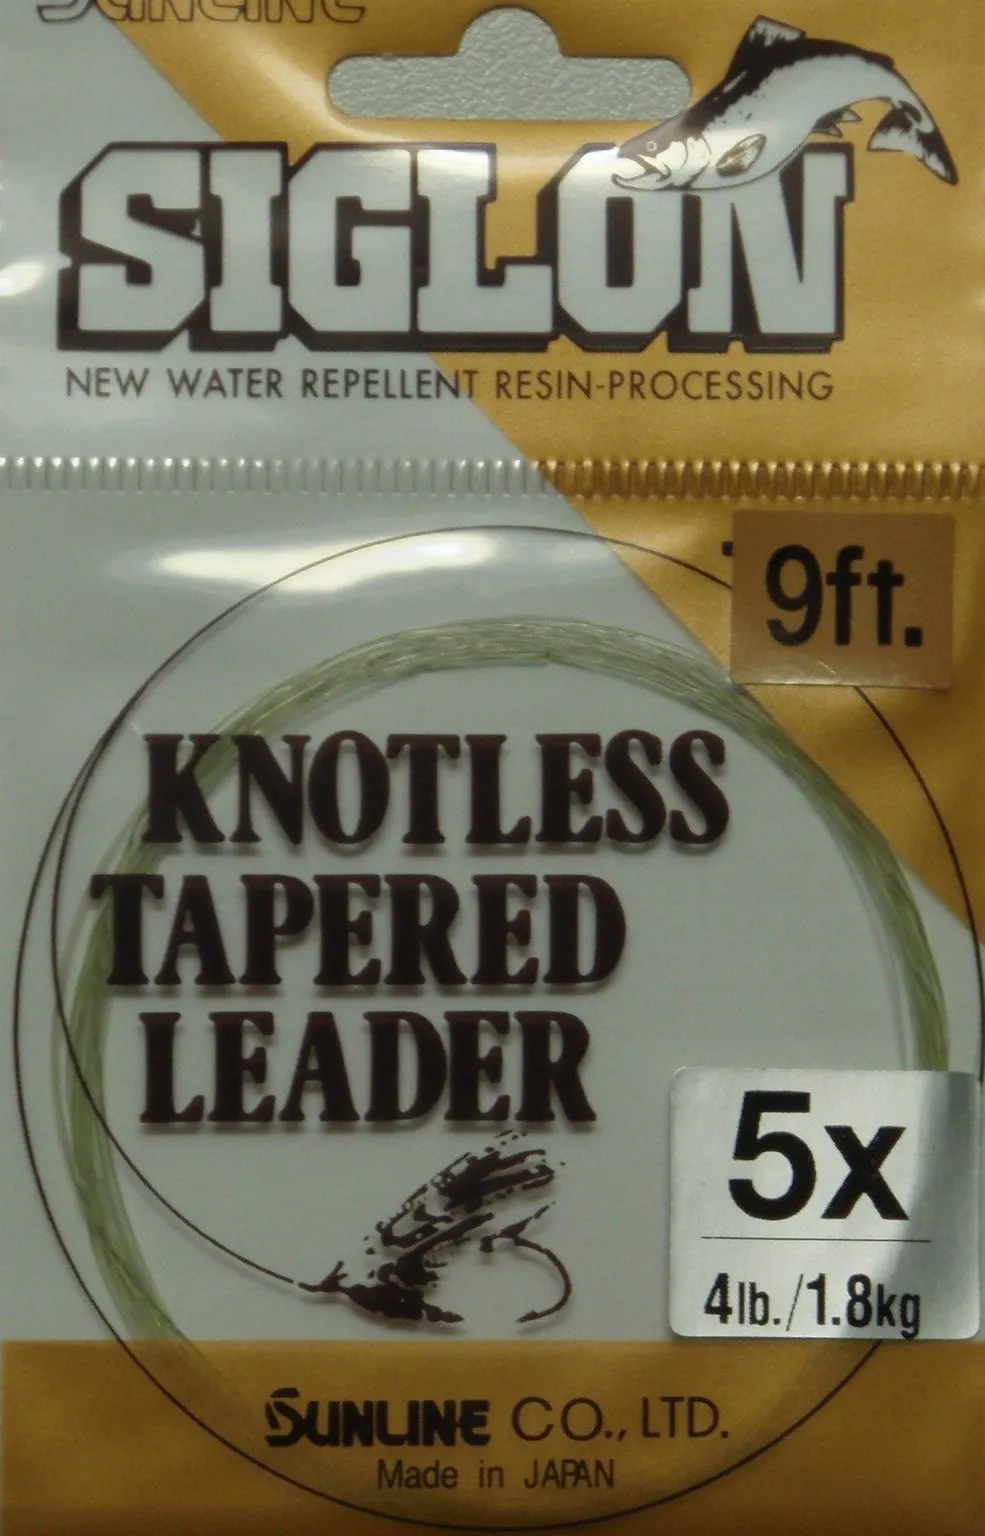 SUNLINE
SIGLON
NEW WATER REPELLENT RESIN-PROCESSING
9ft.
KNOTLESS
TAPERED
LEADER
5x
4lb./1.8kg
SUNLINE CO., LTD.
Made in JAPAN